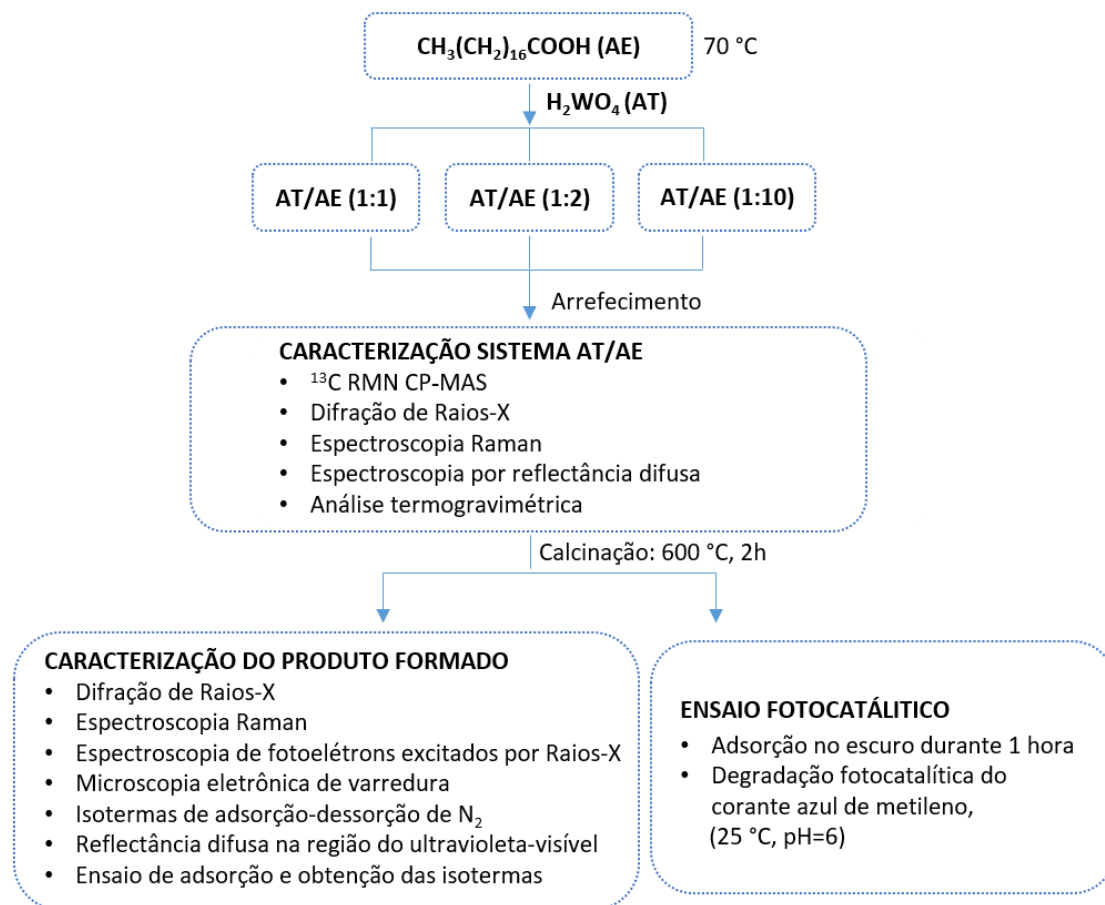 CH₃(CH₂)₁₆COOH (AE) 70 °C
H₂WO₄ (AT)
AT/AE (1:1) AT/AE (1:2) AT/AE (1:10)
Arrefecimento
CARACTERIZAÇÃO SISTEMA AT/AE
• ¹³C RMN CP-MAS
• Difração de Raios-X
• Espectroscopia Raman
• Espectroscopia por reflectância difusa
• Análise termogravimétrica
Calcinação: 600 °C, 2h
CARACTERIZAÇÃO DO PRODUTO FORMADO
• Difração de Raios-X
• Espectroscopia Raman
• Espectroscopia de fotoelétrons excitados por Raios-X
• Microscopia eletrônica de varredura
• Isotermas de adsorção-dessorção de N₂
• Reflectância difusa na região do ultravioleta-visível
• Ensaio de adsorção e obtenção das isotermas
ENSAIO FOTOCATÁLITICO
• Adsorção no escuro durante 1 hora
• Degradação fotocatalítica do
corante azul de metileno,
(25 °C, pH=6)